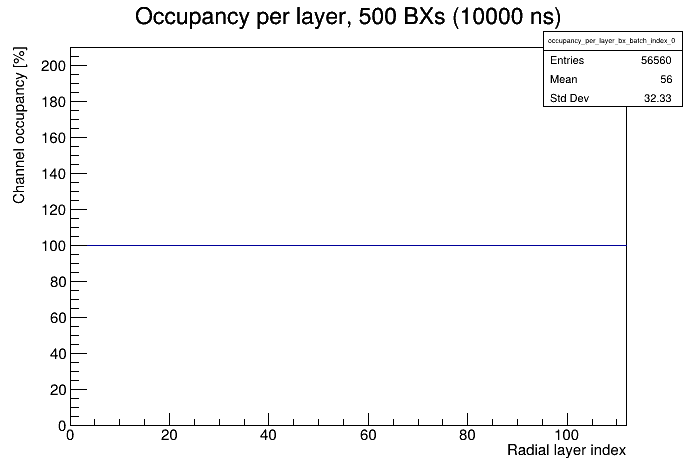 Occupancy per layer, 500 BXs (10000 ns)
occupancy_per_layer_bx_batch_index_0
Entries 56560
Mean 56
Std Dev 32.33
Channel occupancy [%]
200
180
160
140
120
100
80
60
40
20
0
0 20 40 60 80 100
Radial layer index